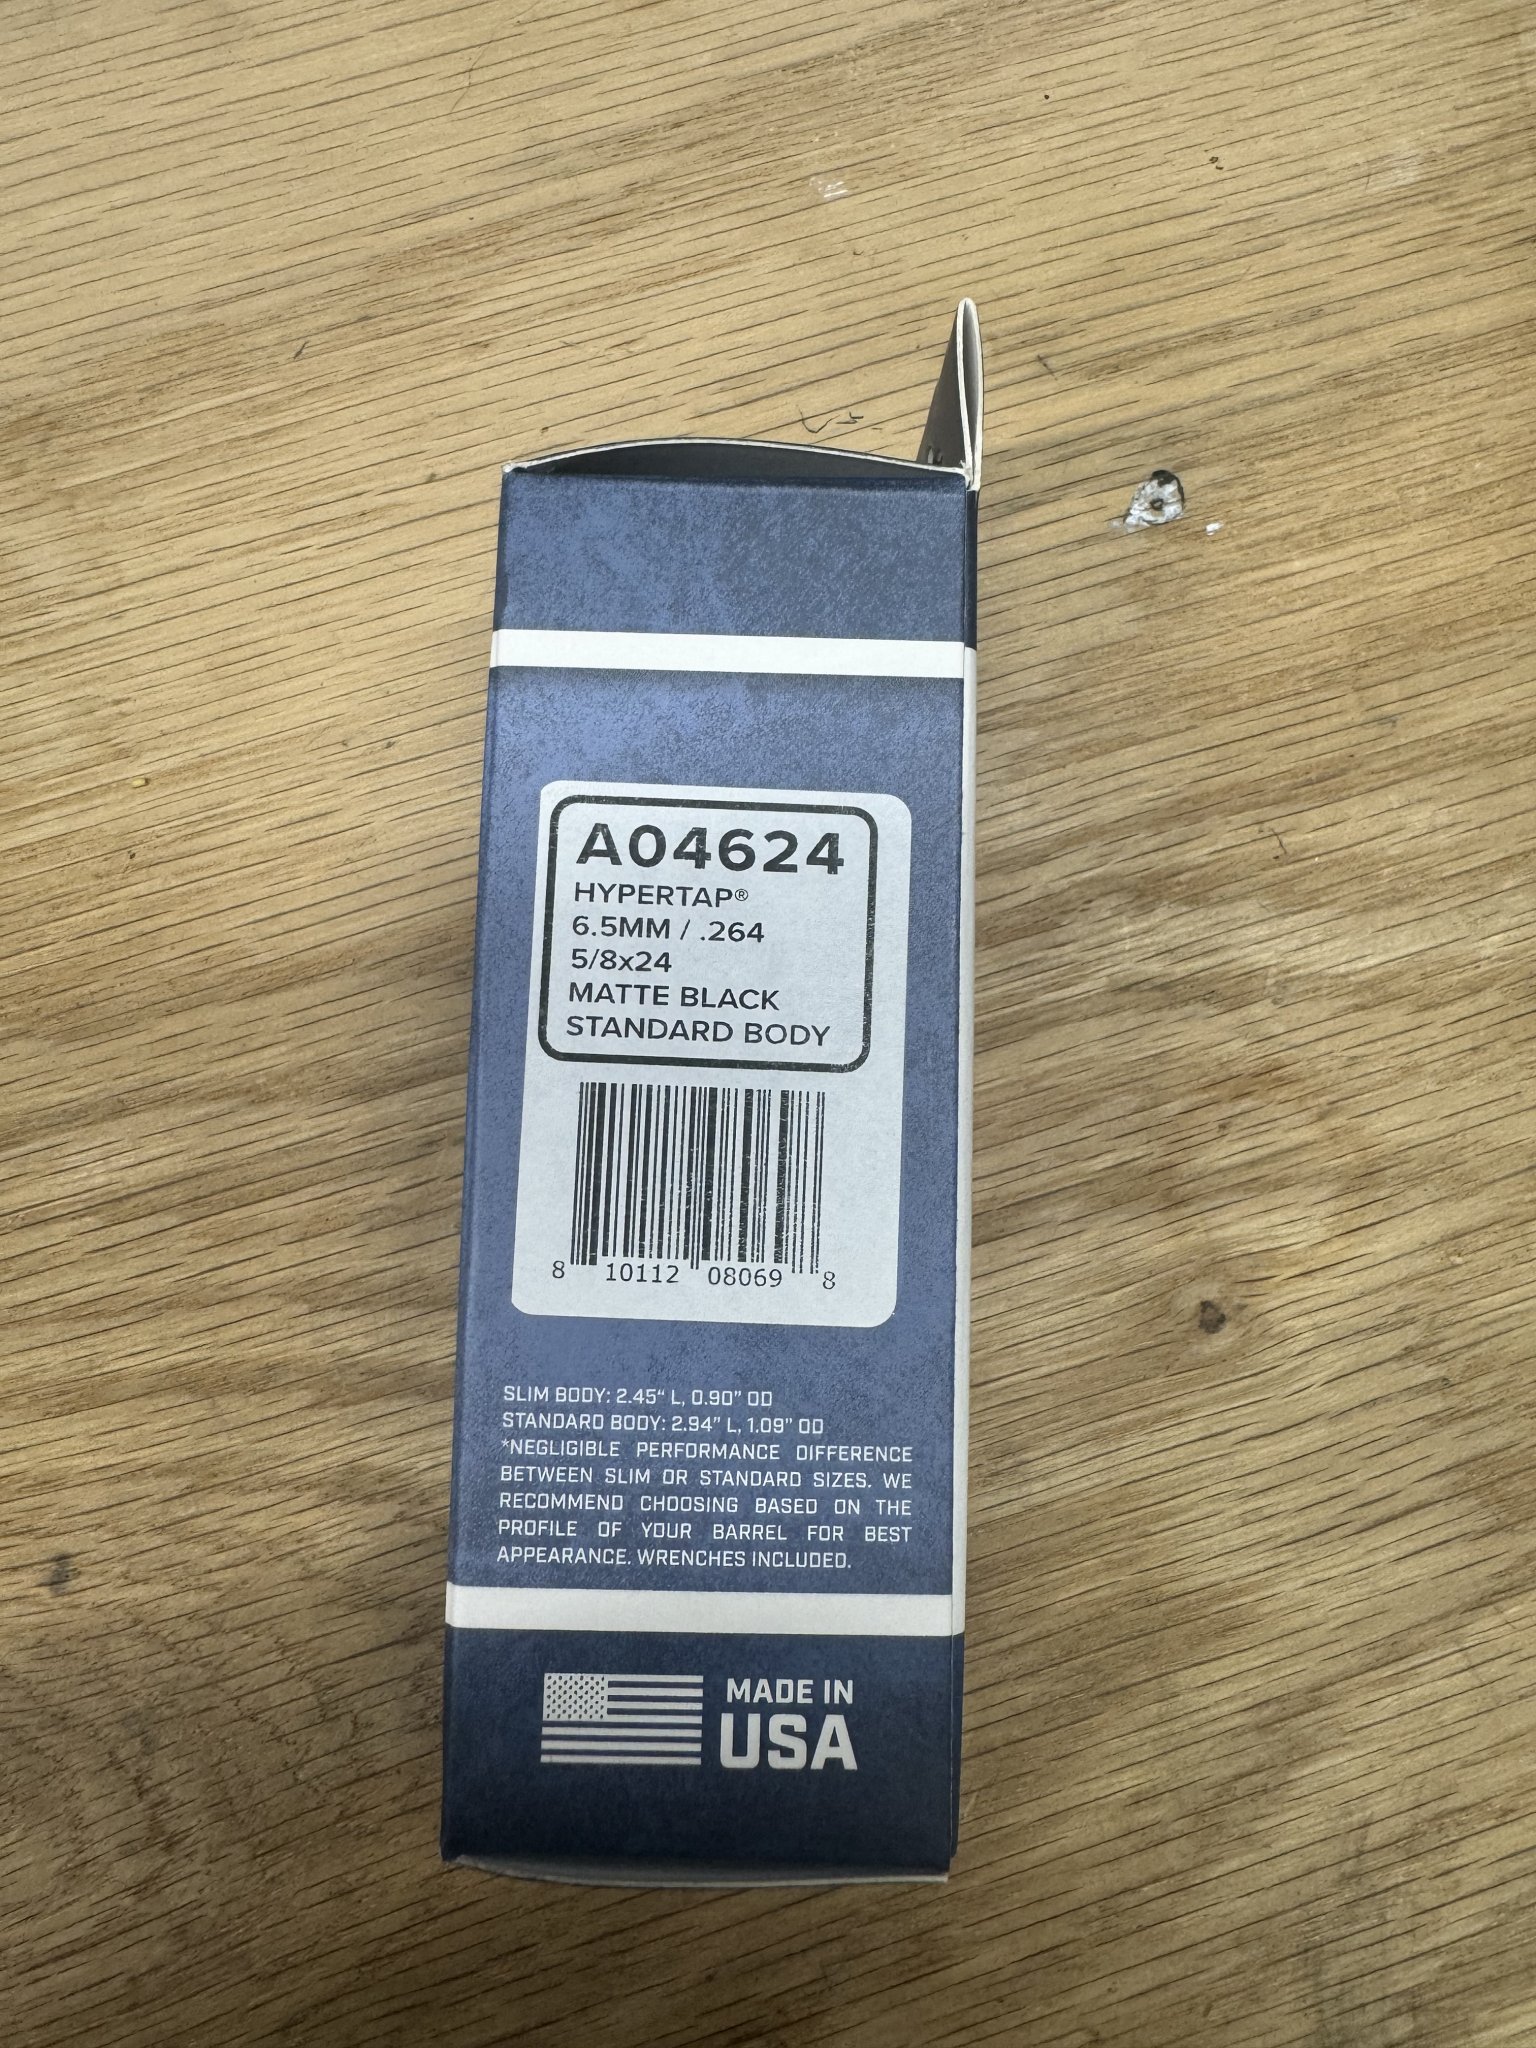 A04624
HYPERTAP®
6.5MM / .264
5/8x24
MATTE BLACK
STANDARD BODY
8 10112 08069 8
SLIM BODY: 2.45“ L, 0.90” OD
STANDARD BODY: 2.94” L, 1.09” OD
*NEGLIGIBLE PERFORMANCE DIFFERENCE
BETWEEN SLIM OR STANDARD SIZES. WE
RECOMMEND CHOOSING BASED ON THE
PROFILE OF YOUR BARREL FOR BEST
APPEARANCE. WRENCHES INCLUDED.
MADE IN
USA